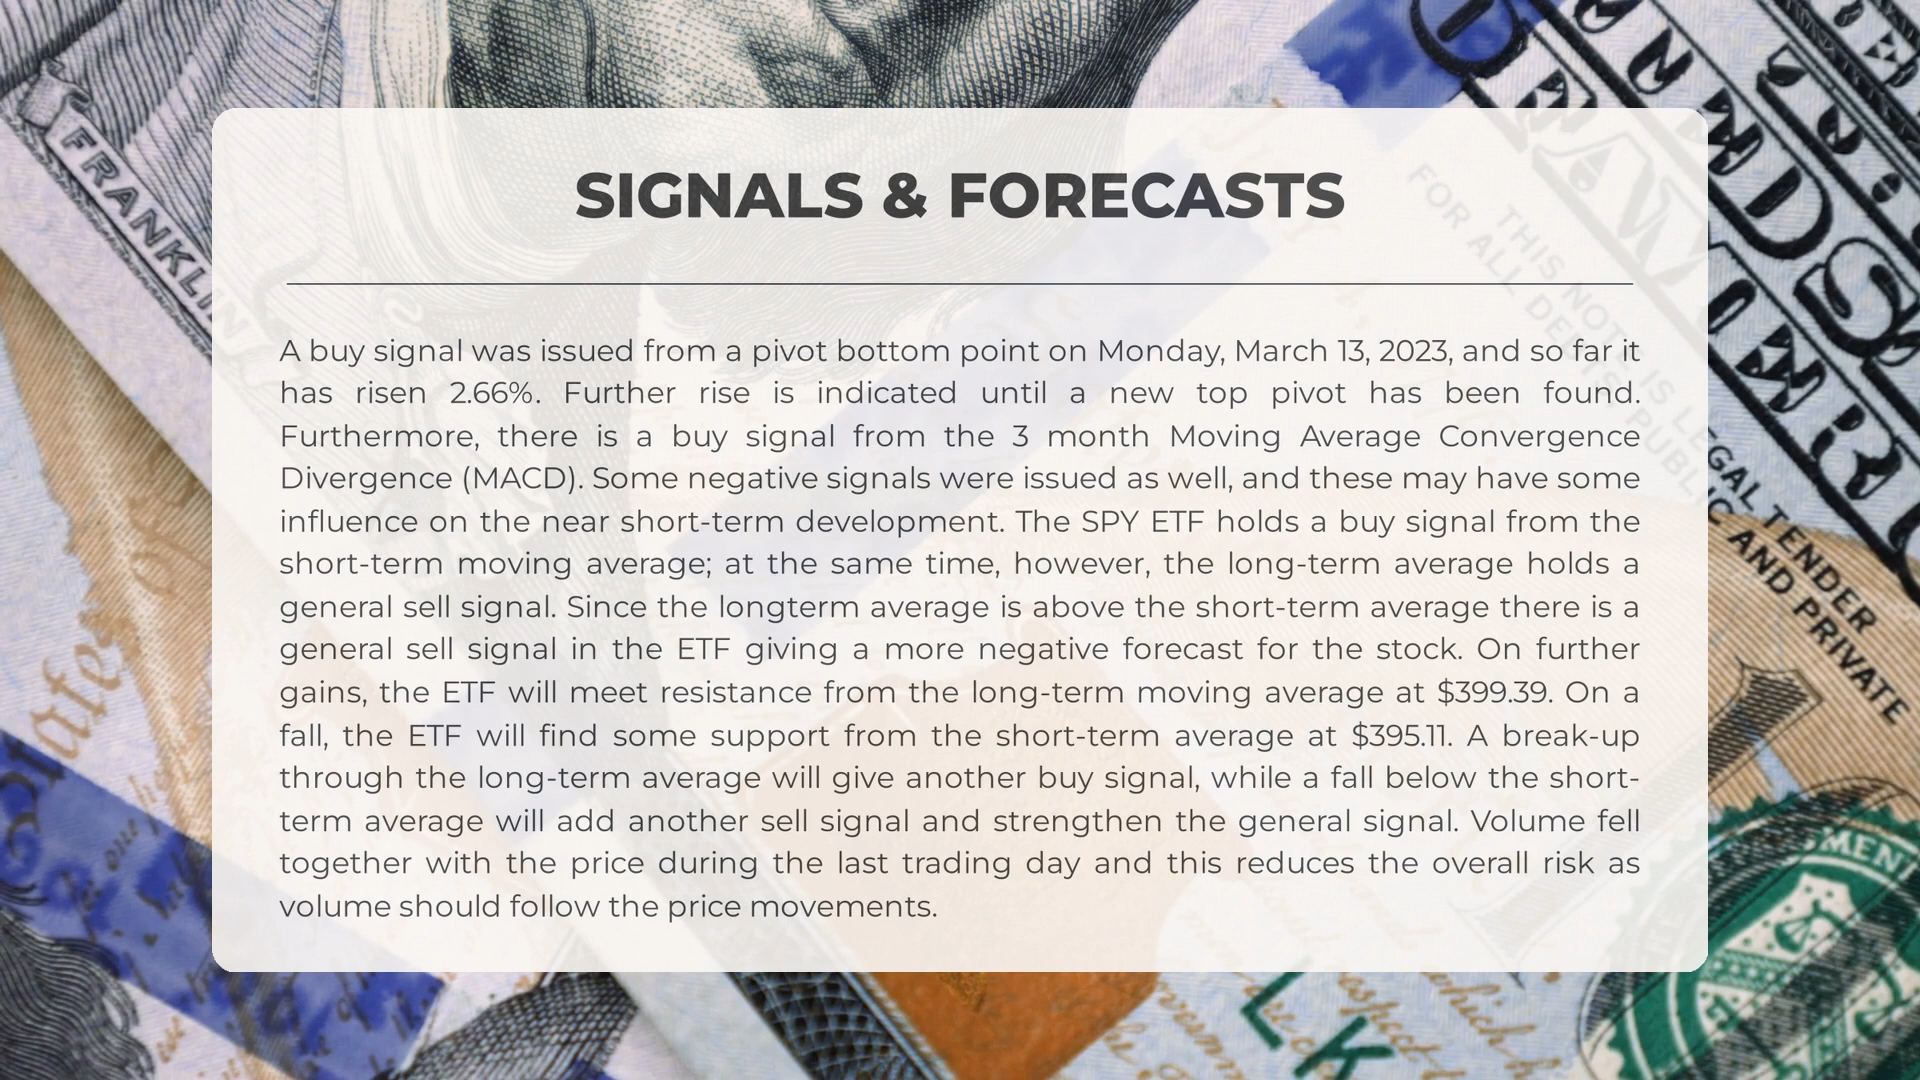 SIGNALS & FORECASTS
A buy signal was issued from a pivot bottom point on Monday, March 13, 2023, and so far it
has risen 2.66%. Further rise is indicated until a new top pivot has been found.
Furthermore, there is a buy signal from the 3 month Moving Average Convergence
Divergence (MACD). Some negative signals were issued as well, and these may have some
influence on the near short-term development. The SPY ETF holds a buy signal from the
short-term moving average; at the same time, however, the long-term average holds a
general sell signal. Since the longterm average is above the short-term average there is a
general sell signal in the ETF giving a more negative forecast for the stock. On further
gains, the ETF will meet resistance from the long-term moving average at $399.39. On a
fall, the ETF will find some support from the short-term average at $395.11. A break-up
through the long-term average will give another buy signal, while a fall below the short-
term average will add another sell signal and strengthen the general signal. Volume fell
together with the price during the last trading day and this reduces the overall risk as
volume should follow the price movements.
FRANKLIN
THIS NOTE IS LEGAL TENDER
FOR ALL DEBTS PUBLIC AND PRIVATE